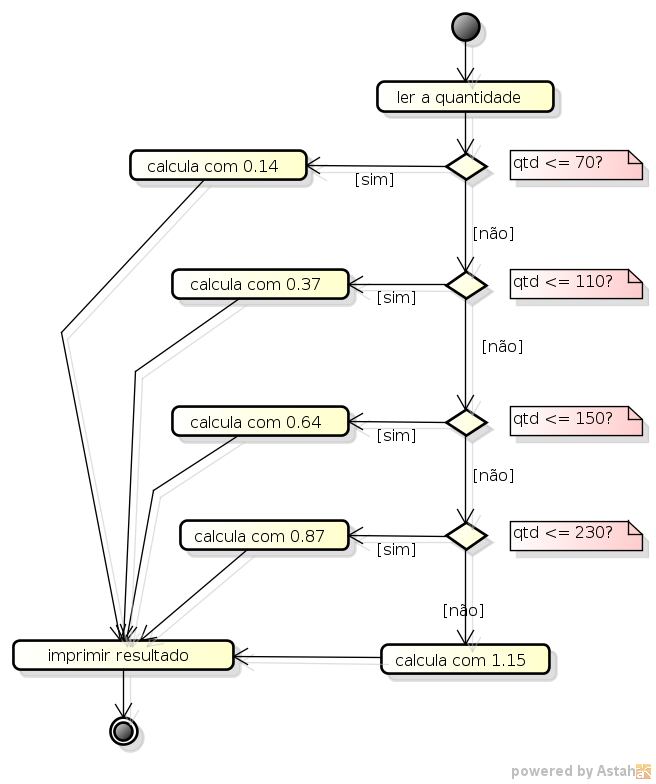 ler a quantidade
calcula com 0.14
[sim]
qtd <= 70?
[não]
calcula com 0.37
[sim]
qtd <= 110?
[não]
calcula com 0.64
[sim]
qtd <= 150?
[não]
calcula com 0.87
[sim]
qtd <= 230?
[não]
imprimir resultado
calcula com 1.15
powered by Astah